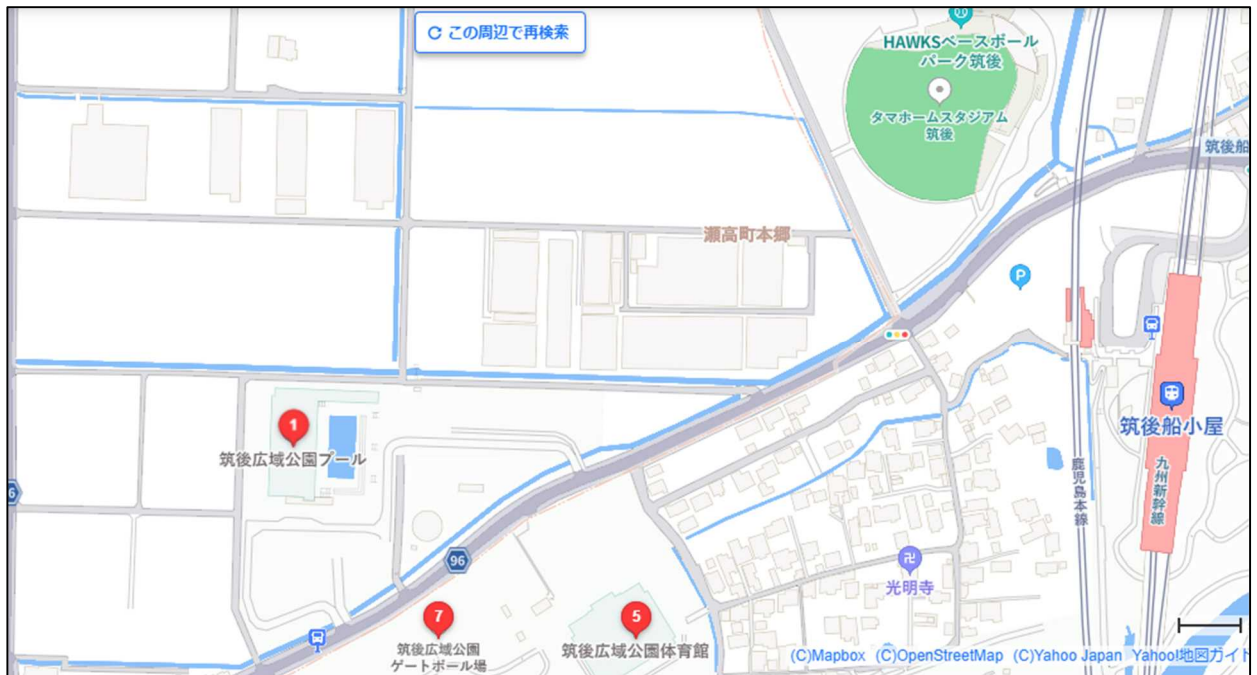 この周辺で再検索
HAWKSベースボール
パーク筑後
タマホームスタジアム
筑後
筑後船
瀬高町本郷
P
筑後船小屋
1
筑後広域公園プール
鹿児島本線
九州新幹線
6
96
卍
光明寺
7
筑後広域公園
ゲートボール場
5
筑後広域公園体育館
(C)Mapbox (C)OpenStreetMap (C)Yahoo Japan Yahoo!地図ガイド